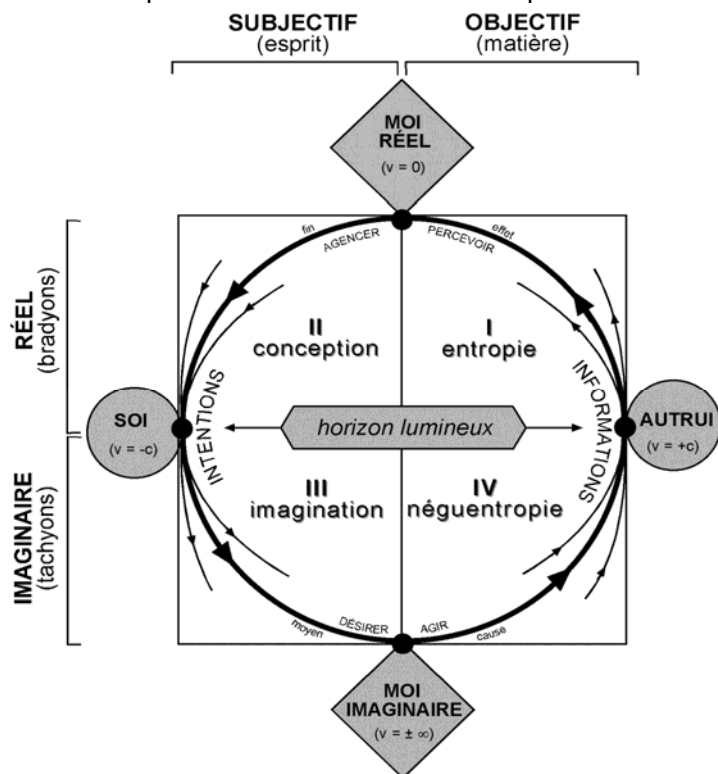 SUBJECTIF
(esprit)
OBJECTIF
(matière)
MOI
RÉEL
(v = 0)
fin
effet
AGENCER
PERCEVOIR
RÉEL
(bradyons)
II
conception
I
entropie
INTENTIONS
INFORMATIONS
SOI
(v = -c)
horizon lumineux
AUTRUI
(v = +c)
III
imagination
IV
néguentropie
IMAGINAIRE
(tachyons)
moyen
DÉSIRER
AGIR
cause
MOI
IMAGINAIRE
(v = ± ∞)